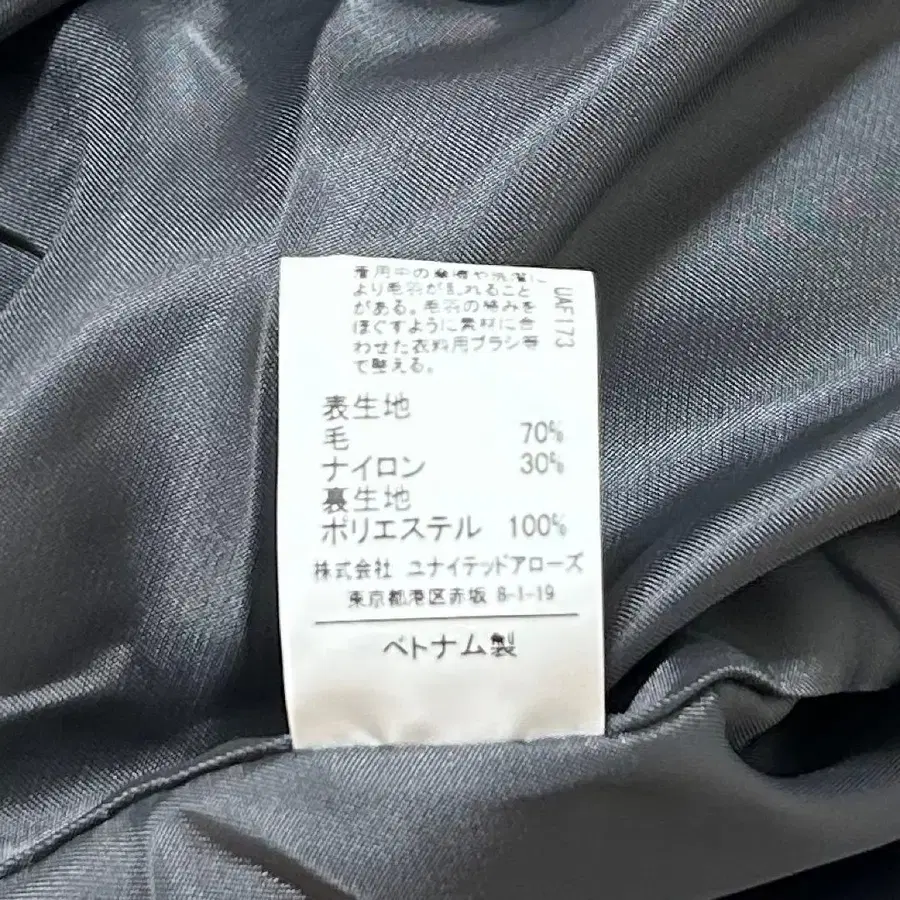 着用中の摩擦や洗濯に
より毛羽が乱れること
がある。毛羽の絡みを
ほぐすように素材に合
わせた衣料用ブラシ等
で整える。
UAF173
表生地
毛 70%
ナイロン 30%
裏生地
ポリエステル 100%
株式会社 ユナイテッドアローズ
東京都港区赤坂 8-1-19
ベトナム製